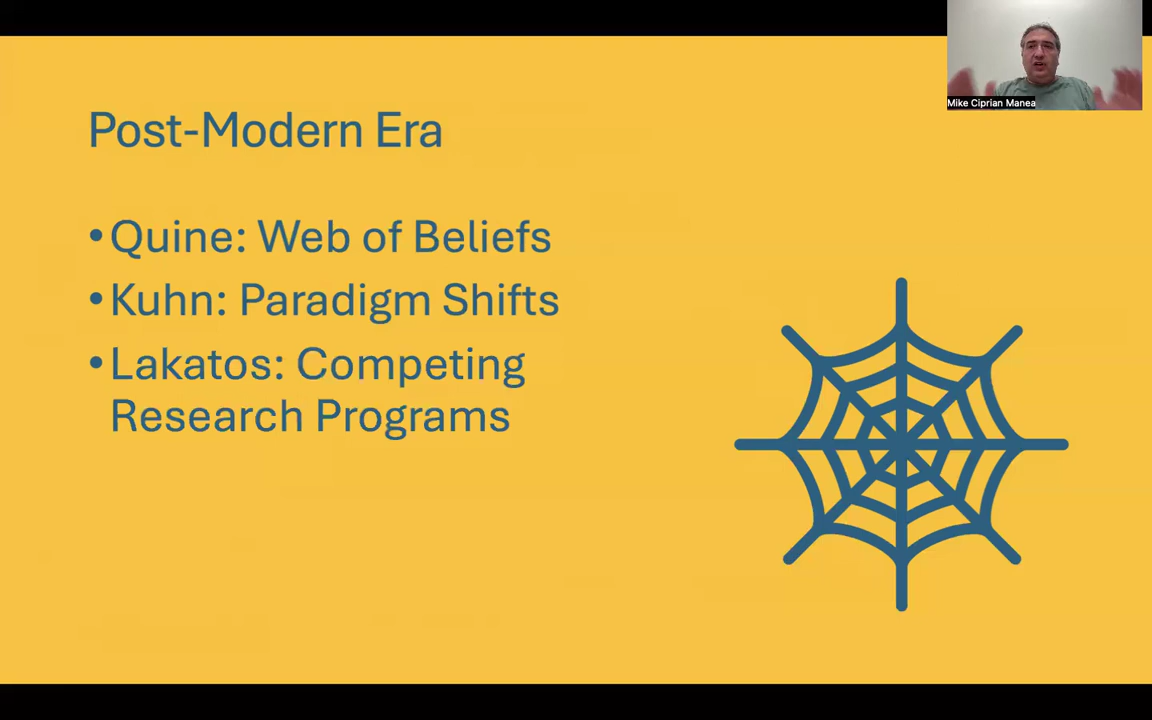 Mike Ciprian Manea
Post-Modern Era
•Quine: Web of Beliefs
•Kuhn: Paradigm Shifts
•Lakatos: Competing
Research Programs